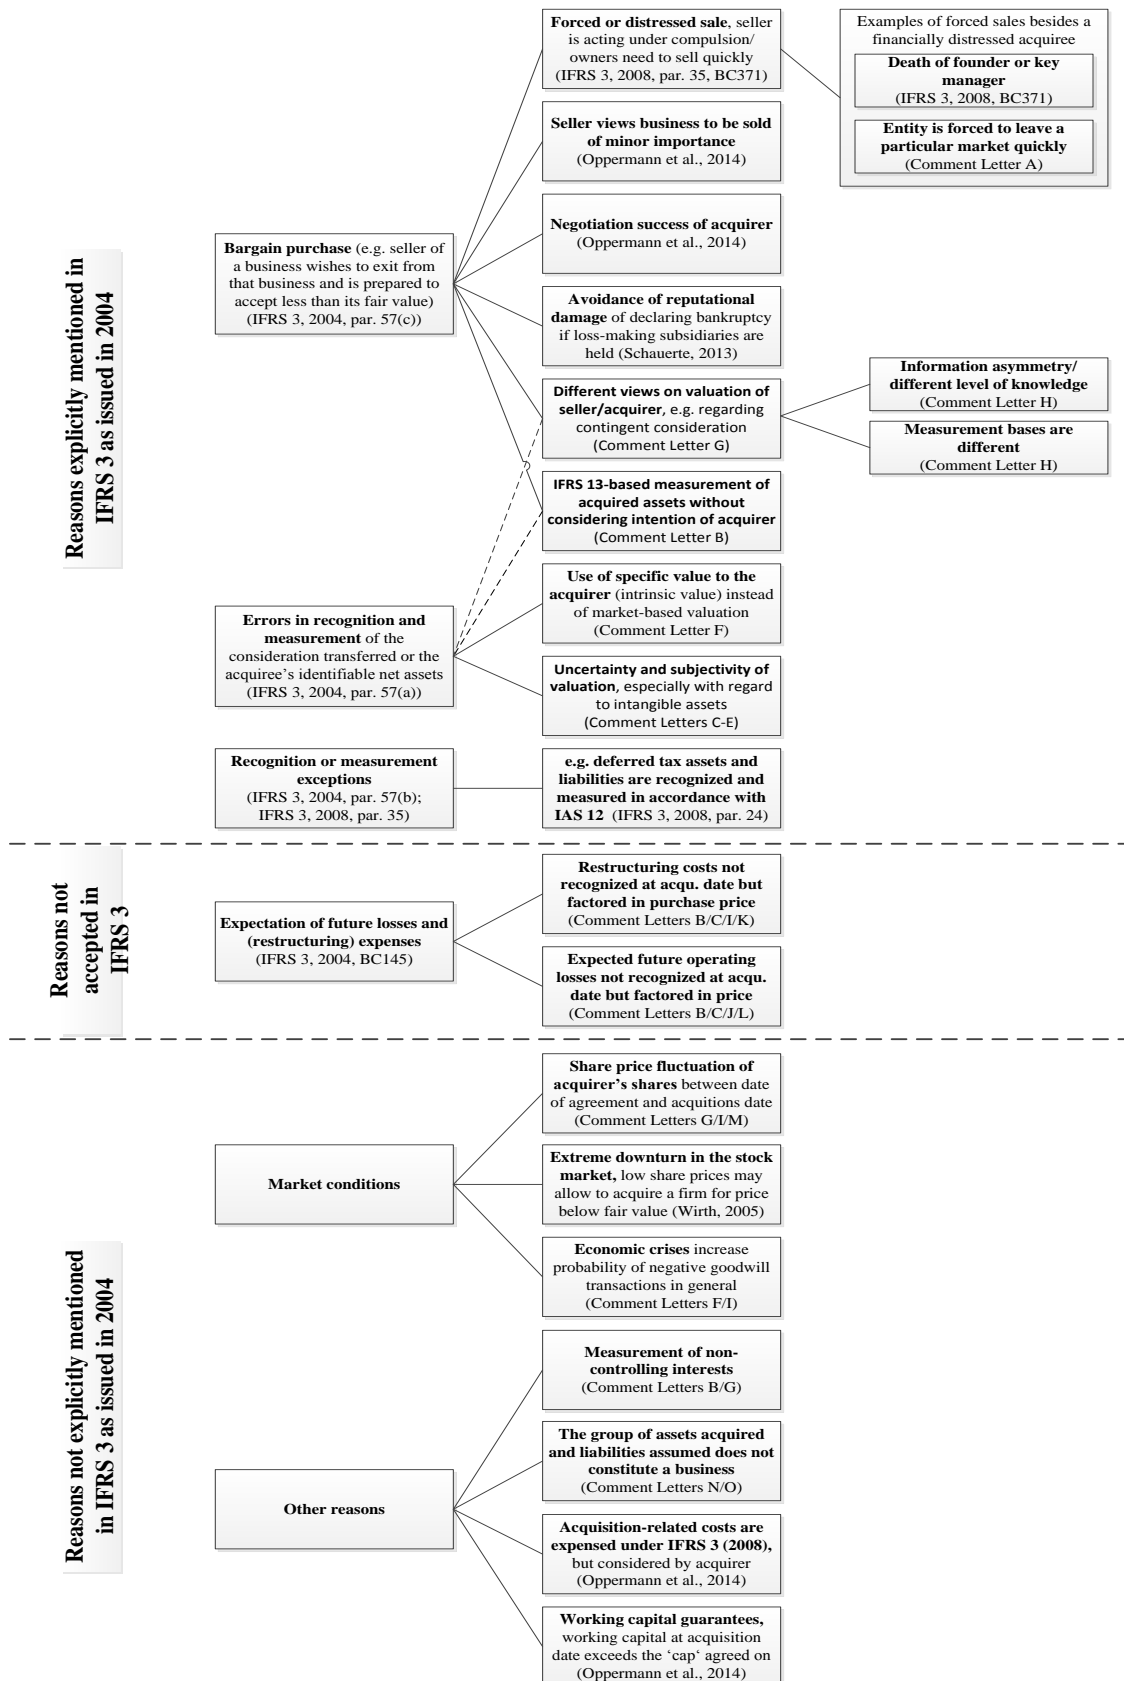 Reasons explicitly mentioned in
IFRS 3 as issued in 2004
Bargain purchase (e.g. seller of
a business wishes to exit from
that business and is prepared to
accept less than its fair value)
(IFRS 3, 2004, par. 57(c))
Forced or distressed sale, seller
is acting under compulsion/
owners need to sell quickly
(IFRS 3, 2008, par. 35, BC371)
Examples of forced sales besides a
financially distressed acquiree
Death of founder or key
manager
(IFRS 3, 2008, BC371)
Entity is forced to leave a
particular market quickly
(Comment Letter A)
Seller views business to be sold
of minor importance
(Oppermann et al., 2014)
Negotiation success of acquirer
(Oppermann et al., 2014)
Avoidance of reputational
damage of declaring bankruptcy
if loss-making subsidiaries are
held (Schauerte, 2013)
Different views on valuation of
seller/acquirer, e.g. regarding
contingent consideration
(Comment Letter G)
Information asymmetry/
different level of knowledge
(Comment Letter H)
Measurement bases are
different
(Comment Letter H)
IFRS 13-based measurement of
acquired assets without
considering intention of acquirer
(Comment Letter B)
Errors in recognition and
measurement of the
consideration transferred or the
acquiree's identifiable net assets
(IFRS 3, 2004, par. 57(a))
Use of specific value to the
acquirer (intrinsic value) instead
of market-based valuation
(Comment Letter F)
Uncertainty and subjectivity of
valuation, especially with regard
to intangible assets
(Comment Letters C-E)
Recognition or measurement
exceptions
(IFRS 3, 2004, par. 57(b);
IFRS 3, 2008, par. 35)
e.g. deferred tax assets and
liabilities are recognized and
measured in accordance with
IAS 12 (IFRS 3, 2008, par. 24)
Reasons not
accepted in
IFRS 3
Expectation of future losses and
(restructuring) expenses
(IFRS 3, 2004, BC145)
Restructuring costs not
recognized at acqu. date but
factored in purchase price
(Comment Letters B/C/I/K)
Expected future operating
losses not recognized at acqu.
date but factored in price
(Comment Letters B/C/J/L)
Reasons not explicitly mentioned
in IFRS 3 as issued in 2004
Market conditions
Share price fluctuation of
acquirer's shares between date
of agreement and acquitions date
(Comment Letters G/I/M)
Extreme downturn in the stock
market, low share prices may
allow to acquire a firm for price
below fair value (Wirth, 2005)
Economic crises increase
probability of negative goodwill
transactions in general
(Comment Letters F/I)
Other reasons
Measurement of non-
controlling interests
(Comment Letters B/G)
The group of assets acquired
and liabilities assumed does not
constitute a business
(Comment Letters N/O)
Acquisition-related costs are
expensed under IFRS 3 (2008),
but considered by acquirer
(Oppermann et al., 2014)
Working capital guarantees,
working capital at acquisition
date exceeds the ‘cap‘ agreed on
(Oppermann et al., 2014)